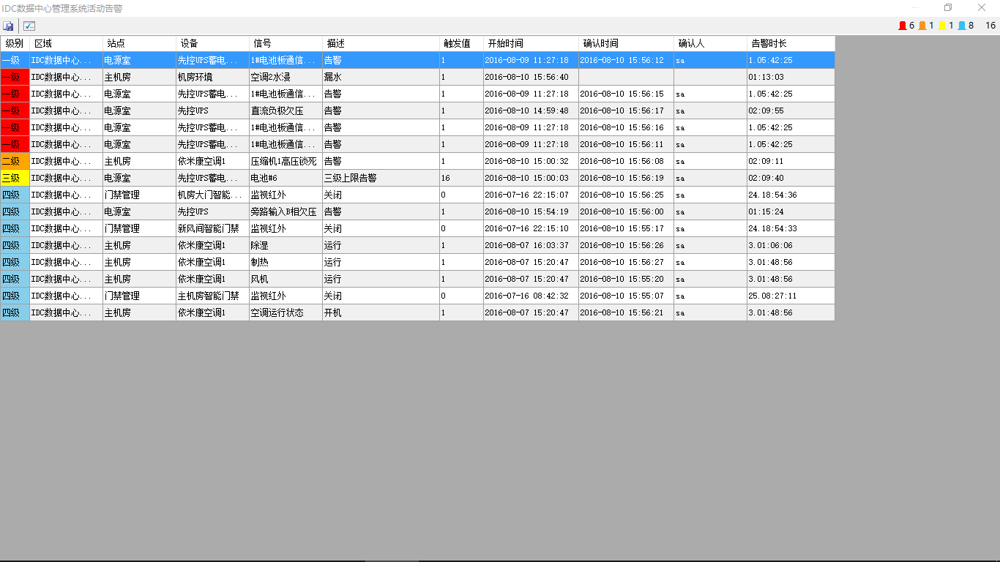 IDC数据中心管理系统活动告警
6 1 1 8 16
级别 区域 站点 设备 信号 描述 触发值 开始时间 确认时间 确认人 告警时长
一级 IDC数据中心... 电源室 先控UPS蓄电... 1#电池板通信... 告警 1 2016-08-09 11:27:18 2016-08-10 15:56:12 sa 1.05:42:25
一级 IDC数据中心... 主机房 机房环境 空调2水浸 漏水 1 2016-08-10 15:56:40 01:13:03
一级 IDC数据中心... 电源室 先控UPS蓄电... 1#电池板通信... 告警 1 2016-08-09 11:27:18 2016-08-10 15:56:15 sa 1.05:42:25
一级 IDC数据中心... 电源室 先控UPS 直流负极欠压 告警 1 2016-08-10 14:59:48 2016-08-10 15:56:17 sa 02:09:55
一级 IDC数据中心... 电源室 先控UPS蓄电... 1#电池板通信... 告警 1 2016-08-09 11:27:18 2016-08-10 15:56:16 sa 1.05:42:25
一级 IDC数据中心... 电源室 先控UPS蓄电... 1#电池板通信... 告警 1 2016-08-09 11:27:18 2016-08-10 15:56:11 sa 1.05:42:25
二级 IDC数据中心... 主机房 依米康空调1 压缩机1高压锁死 告警 1 2016-08-10 15:00:32 2016-08-10 15:56:08 sa 02:09:11
三级 IDC数据中心... 电源室 先控UPS蓄电... 电池#6 三级上限告警 16 2016-08-10 15:00:03 2016-08-10 15:56:19 sa 02:09:40
四级 IDC数据中心... 门禁管理 机房大门智能... 监视红外 关闭 0 2016-07-16 22:15:07 2016-08-10 15:56:25 sa 24.18:54:36
四级 IDC数据中心... 电源室 先控UPS 旁路输入B相欠压 告警 1 2016-08-10 15:54:19 2016-08-10 15:56:00 sa 01:15:24
四级 IDC数据中心... 门禁管理 新风间智能门禁 监视红外 关闭 0 2016-07-16 22:15:10 2016-08-10 15:55:17 sa 24.18:54:33
四级 IDC数据中心... 主机房 依米康空调1 除湿 运行 1 2016-08-07 16:03:37 2016-08-10 15:56:26 sa 3.01:06:06
四级 IDC数据中心... 主机房 依米康空调1 制热 运行 1 2016-08-07 15:20:47 2016-08-10 15:56:27 sa 3.01:48:56
四级 IDC数据中心... 主机房 依米康空调1 风机 运行 1 2016-08-07 15:20:47 2016-08-10 15:55:20 sa 3.01:48:56
四级 IDC数据中心... 门禁管理 主机房智能门禁 监视红外 关闭 0 2016-07-16 08:42:32 2016-08-10 15:55:07 sa 25.08:27:11
四级 IDC数据中心... 主机房 依米康空调1 空调运行状态 开机 1 2016-08-07 15:20:47 2016-08-10 15:56:21 sa 3.01:48:56